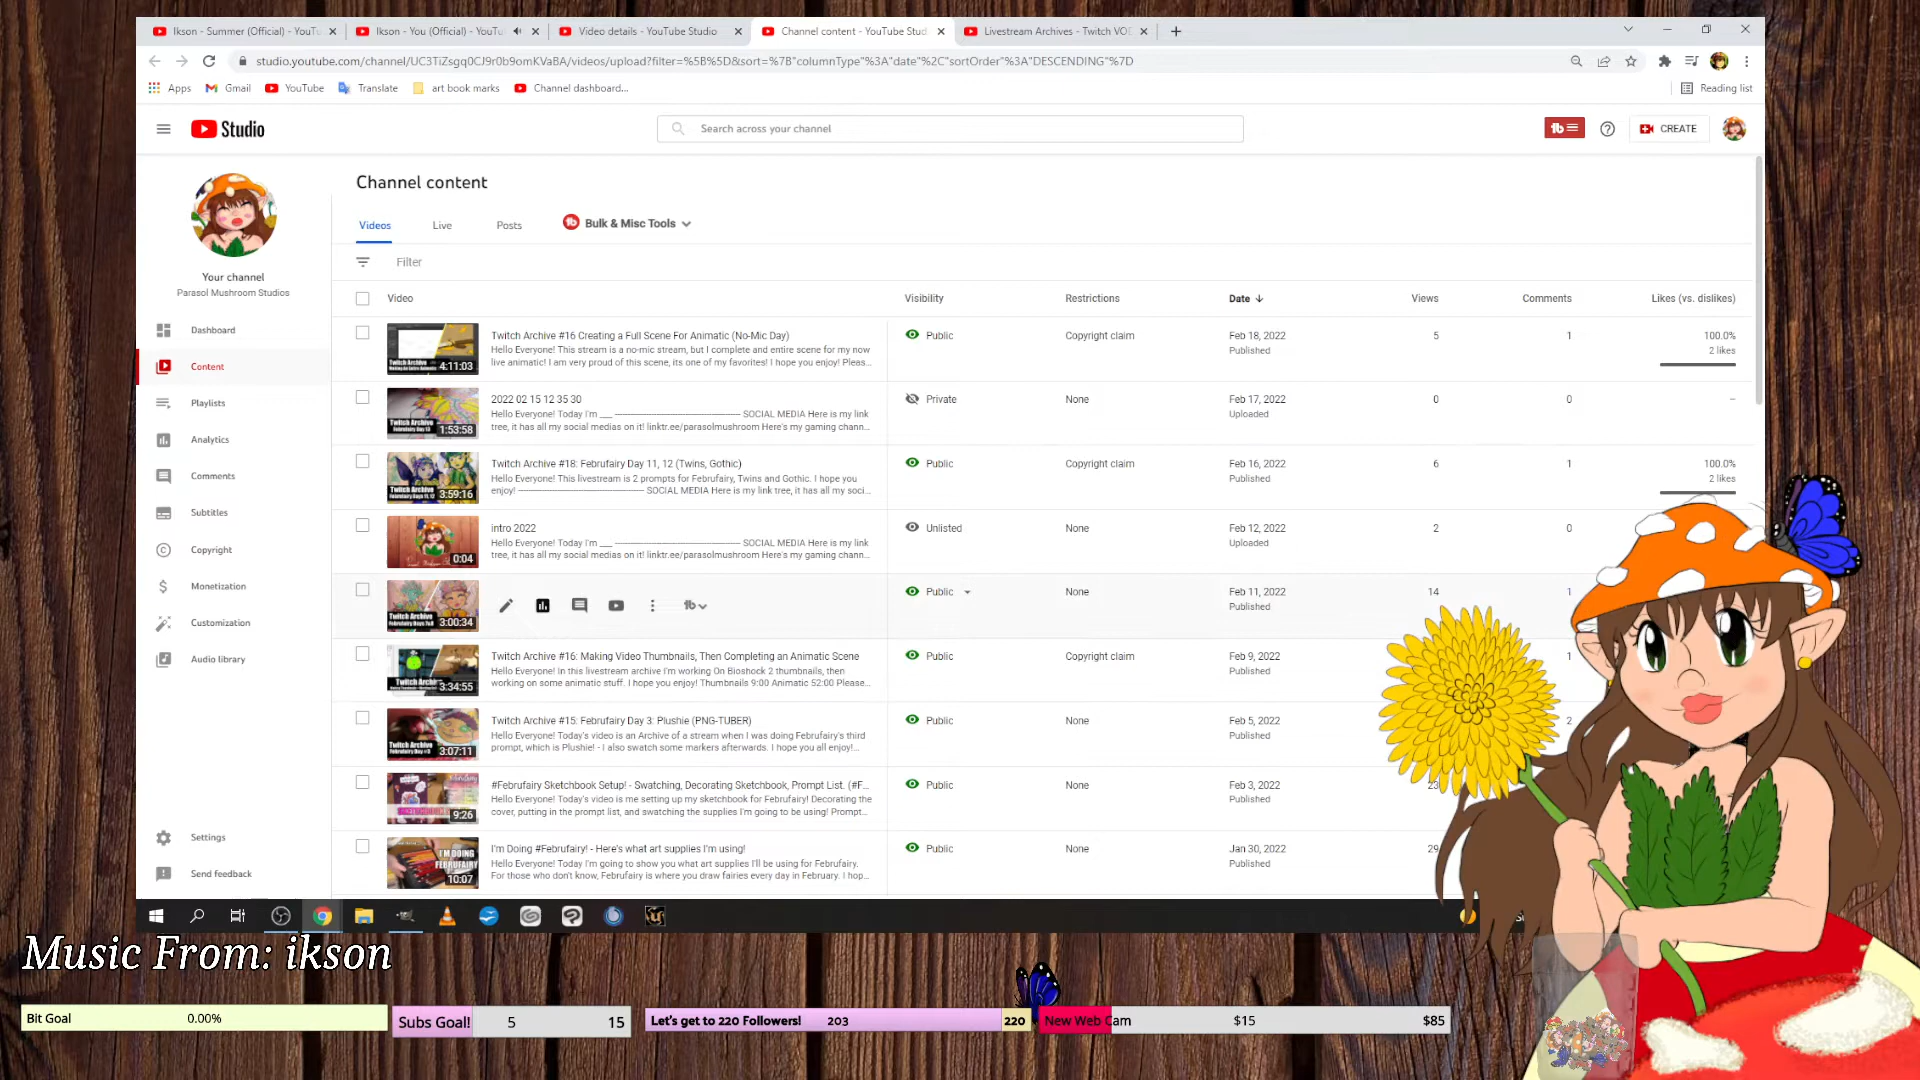 Ikson - Summer (Official) - YouTu
Ikson - You (Official) - YouTu
Video details - YouTube Studio
Channel content - YouTube Stud
Livestream Archives - Twitch VO
studio.youtube.com/channel/UC3TiZsgq0CJ9r0b9omKVaBA/videos/upload?filter=%5B%5D&sort=%7B"columnType"%3A"date"%2C"sortOrder"%3A"DESCENDING"%7D
Apps
Gmail
YouTube
Translate
art book marks
Channel dashboard...
Reading list
Studio
Search across your channel
CREATE
Channel content
Videos
Live
Posts
Bulk & Misc Tools
Your channel
Parasol Mushroom Studios
Filter
Video
Visibility
Restrictions
Date
Views
Comments
Likes (vs. dislikes)
Dashboard
Content
Playlists
Analytics
Comments
Subtitles
Copyright
Monetization
Customization
Audio library
Settings
Send feedback
Twitch Archive #16 Creating a Full Scene For Animatic (No-Mic Day)
Hello Everyone! This stream is a no-mic stream, but I complete and entire scene for my now
live animatic! I am very proud of this scene, its one of my favorites! I hope you enjoy! Pleas...
4:11:03
Public
Copyright claim
Feb 18, 2022
Published
5
1
100.0%
2 likes
2022 02 15 12 35 30
Hello Everyone! Today I'm ___ ---------------------------------------- SOCIAL MEDIA Here is my link
tree, it has all my social medias on it! linktr.ee/parasolmushroom Here's my gaming chann...
Twitch Archive
1:53:58
Private
None
Feb 17, 2022
Uploaded
0
0
–
Twitch Archive #18: Februfairy Day 11, 12 (Twins, Gothic)
Hello Everyone! This livestream is 2 prompts for Februfairy, Twins and Gothic. I hope you
enjoy! ---------------------------------------- SOCIAL MEDIA Here is my link tree, it has all my soci...
Twitch Archive
3:59:16
Public
Copyright claim
Feb 16, 2022
Published
6
1
100.0%
2 likes
intro 2022
Hello Everyone! Today I'm ___ ---------------------------------------- SOCIAL MEDIA Here is my link
tree, it has all my social medias on it! linktr.ee/parasolmushroom Here's my gaming chann...
0:04
Unlisted
None
Feb 12, 2022
Uploaded
2
0
Twitch Archive
3:00:34
Public
None
Feb 11, 2022
Published
14
1
Twitch Archive #16: Making Video Thumbnails, Then Completing an Animatic Scene
Hello Everyone! In this livestream archive I'm working On Bioshock 2 thumbnails, then
working on some animatic stuff. I hope you enjoy! Thumbnails 9:00 Animatic 52:00 Please...
3:34:55
Public
Copyright claim
Feb 9, 2022
Published
1
Twitch Archive #15: Februfairy Day 3: Plushie (PNG-TUBER)
Hello Everyone! Today's video is an Archive of a stream when I was doing Februfairy's third
prompt, which is Plushie! - I also swatch some markers afterwards. I hope you all enjoy!...
Twitch Archive
3:07:11
Public
None
Feb 5, 2022
Published
2
#Februfairy Sketchbook Setup! - Swatching, Decorating Sketchbook, Prompt List. (#F...
Hello Everyone! Today's video is me setting up my sketchbook for Februfairy! Decorating the
cover, putting in the prompt list, and swatching the supplies I'm going to be using! Prompt...
9:26
Public
None
Feb 3, 2022
Published
23
I'm Doing #Februfairy! - Here's what art supplies I'm using!
Hello Everyone! Today I'm going to show you what art supplies I'll be using for Februfairy.
For those who don't know, Februfairy is where you draw fairies every day in February. I hop...
I'M DOING
FEBRUFAIRY
10:07
Public
None
Jan 30, 2022
Published
29
Music From: ikson
Bit Goal
0.00%
Subs Goal!
5
15
Let's get to 220 Followers!
203
220
New Web Cam
$15
$85